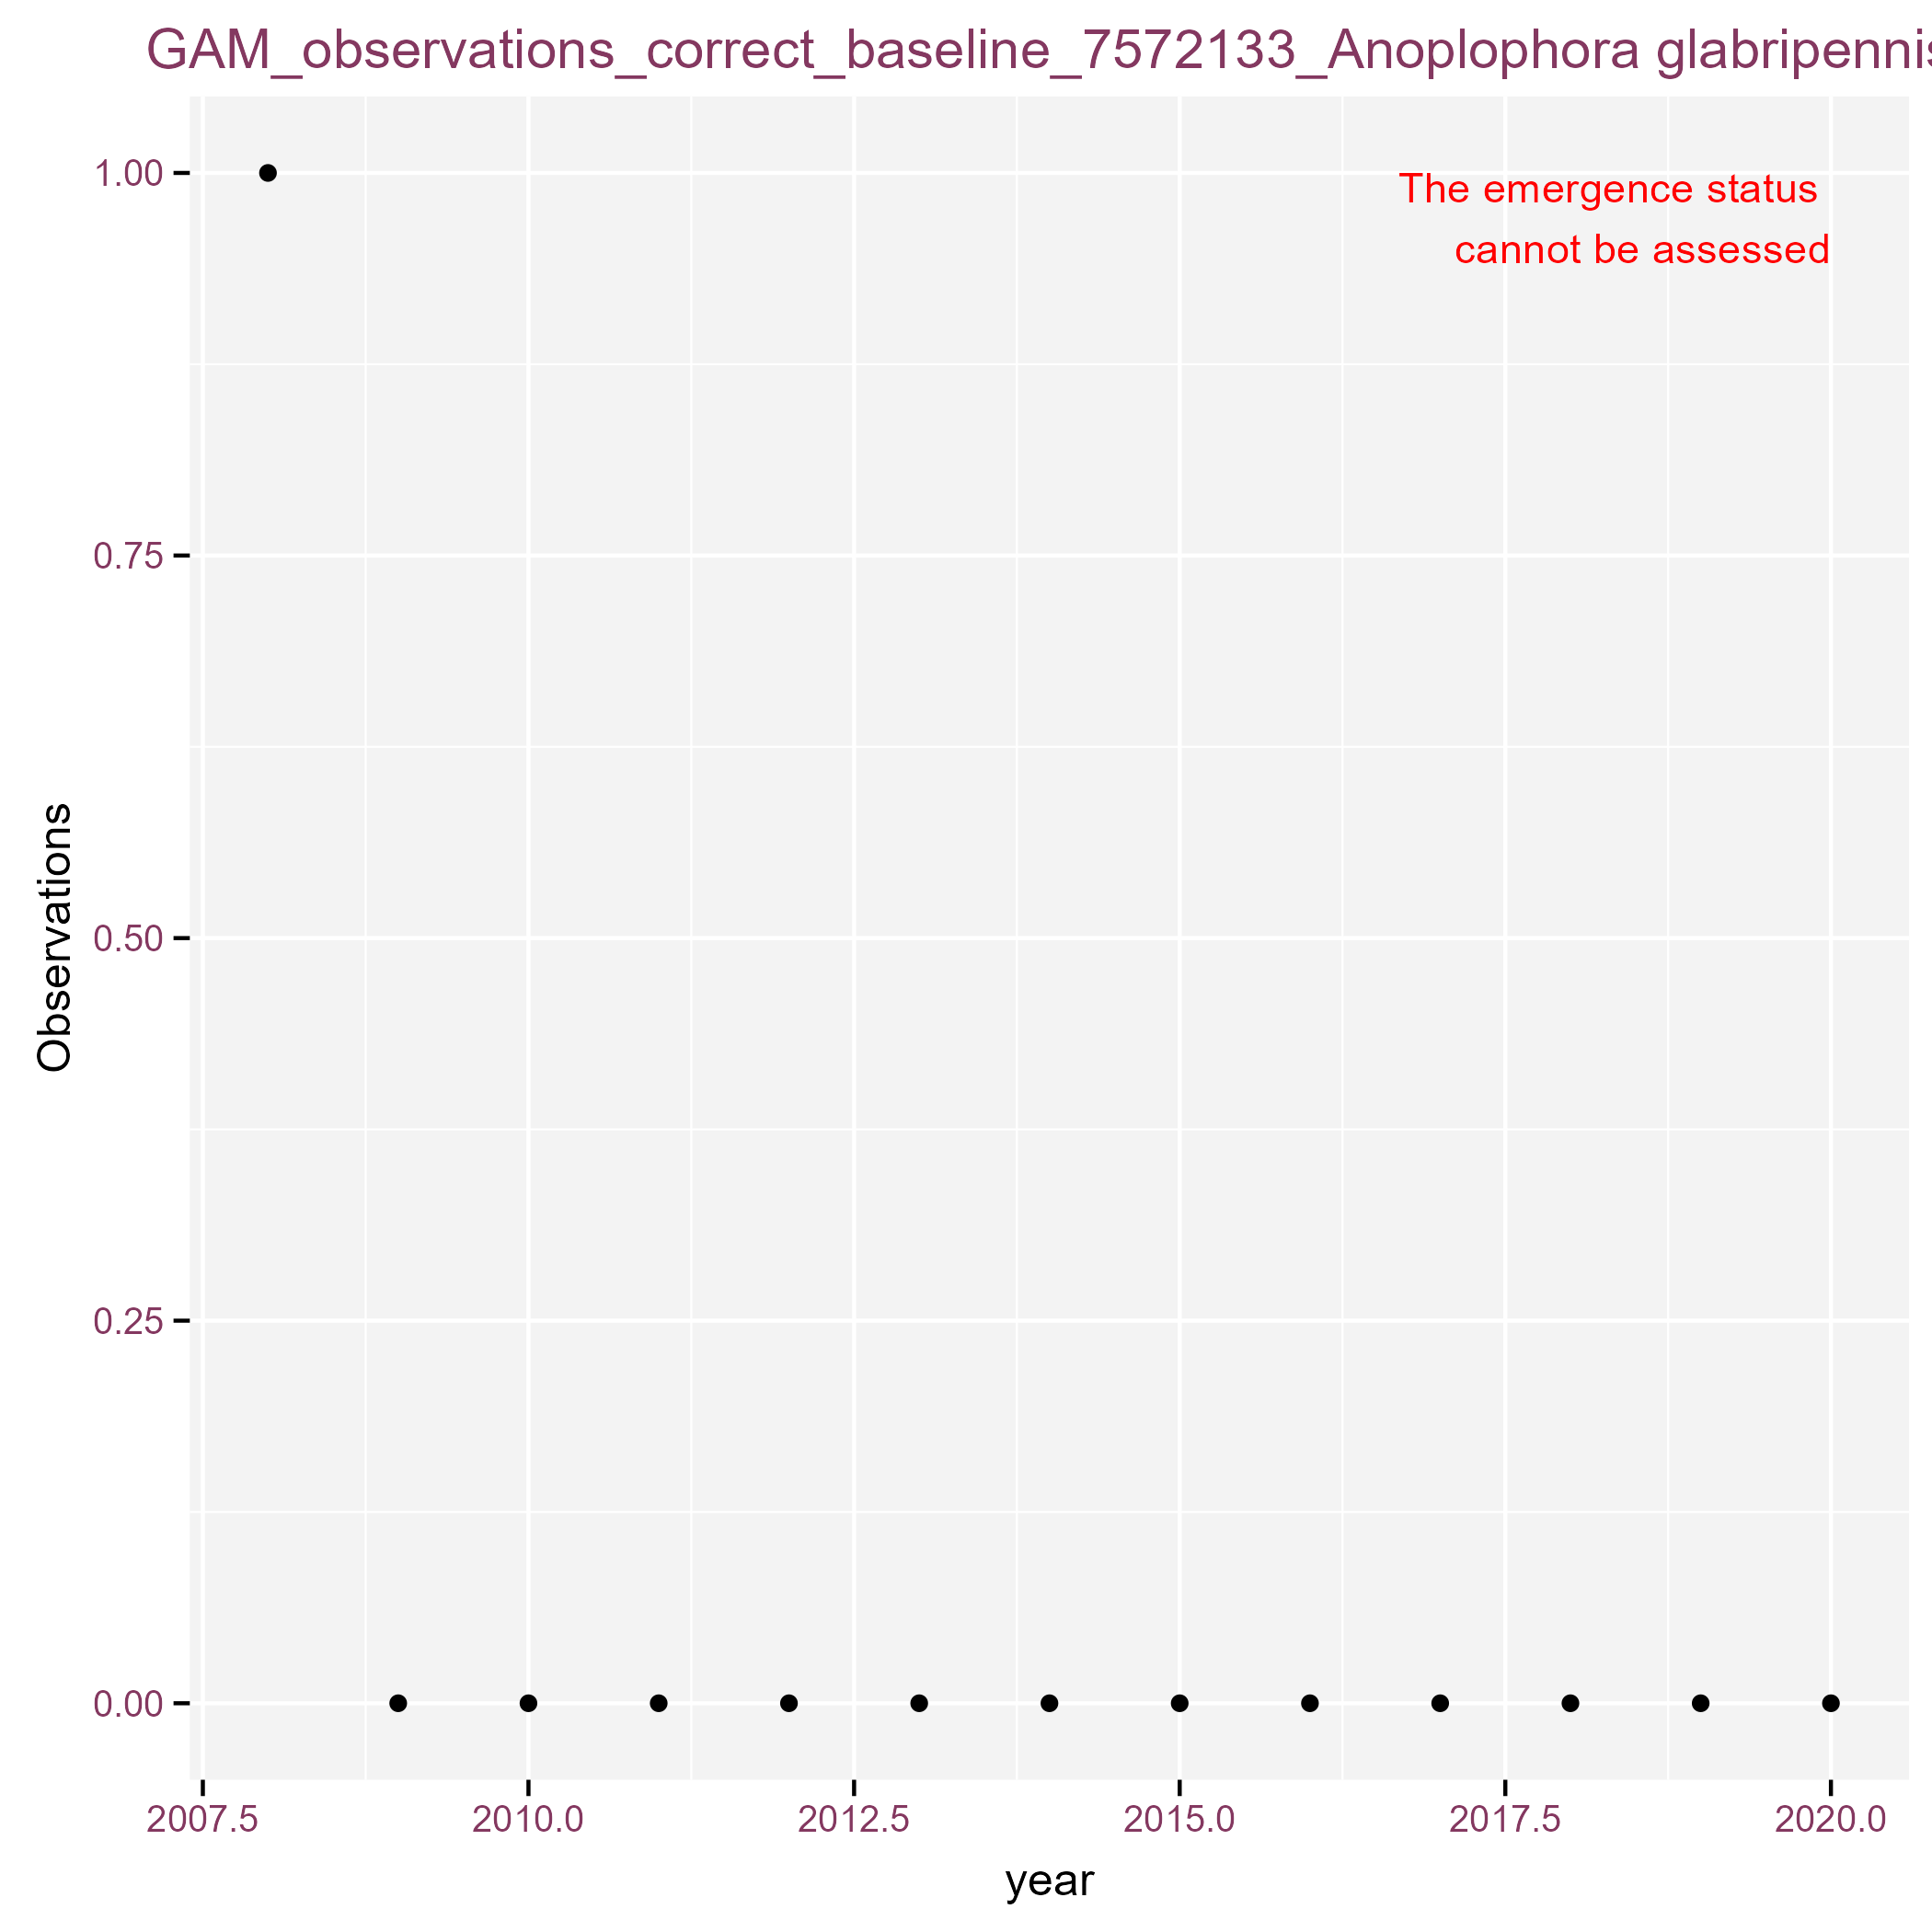 GAM_observations_correct_baseline_7572133_Anoplophora glabripennis
The emergence status
cannot be assessed
1.00
0.75
0.50
0.25
0.00
Observations
2007.5 2010.0 2012.5 2015.0 2017.5 2020.0
year